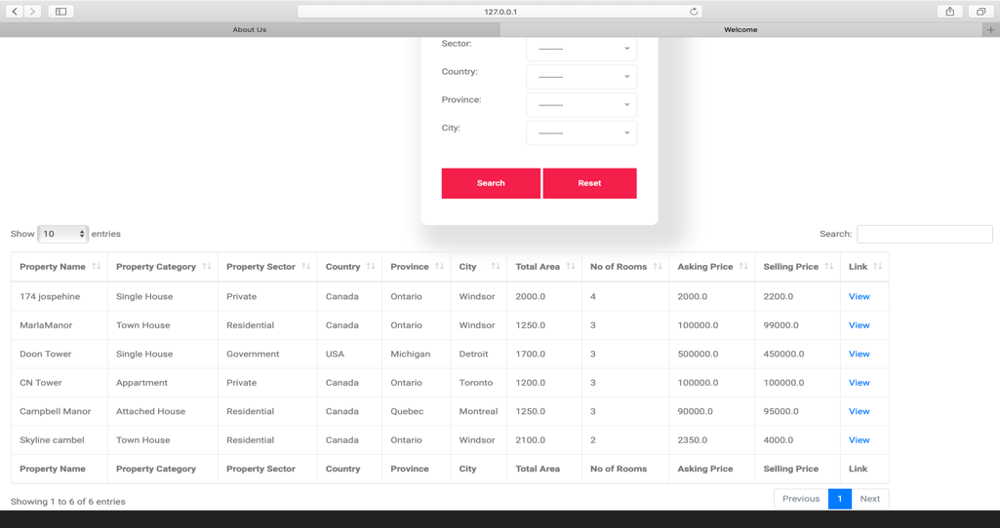 127.0.0.1
About Us Welcome +
Sector: --------
Country: --------
Province: --------
City: --------
Search Reset
Show 10 entries Search:
Property Name Property Category Property Sector Country Province City Total Area No of Rooms Asking Price Selling Price Link
174 jospehine Single House Private Canada Ontario Windsor 2000.0 4 2000.0 2200.0 View
MarlaManor Town House Residential Canada Ontario Windsor 1250.0 3 100000.0 99000.0 View
Doon Tower Single House Government USA Michigan Detroit 1700.0 3 500000.0 450000.0 View
CN Tower Appartment Private Canada Ontario Toronto 1200.0 3 100000.0 100000.0 View
Campbell Manor Attached House Residential Canada Quebec Montreal 1250.0 3 90000.0 95000.0 View
Skyline cambel Town House Residential Canada Ontario Windsor 2100.0 2 2350.0 4000.0 View
Property Name Property Category Property Sector Country Province City Total Area No of Rooms Asking Price Selling Price Link
Showing 1 to 6 of 6 entries Previous 1 Next